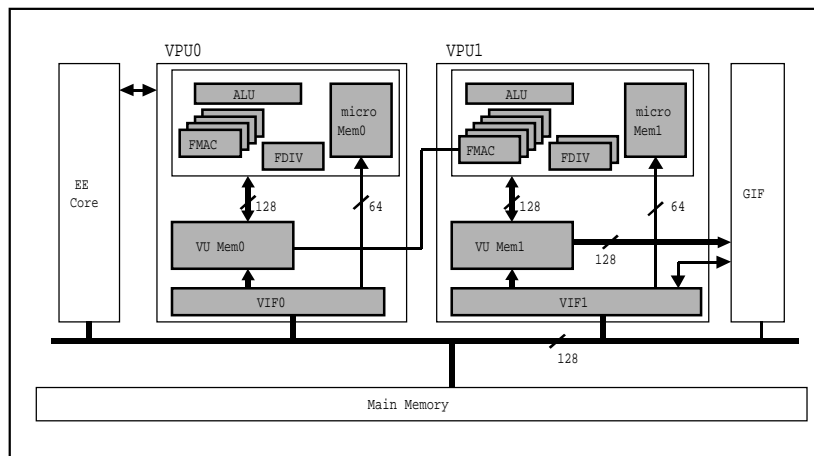 VPU0
VPU1
EE
Core
ALU
FMAC
FDIV
micro
Mem0
128
64
VU Mem0
VIF0
ALU
FMAC
FDIV
micro
Mem1
128
64
VU Mem1
128
VIF1
GIF
128
Main Memory